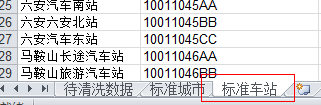 25 六安汽车南站 10011045AA
26 六安汽车西站 10011045BB
27 六安汽车东站 10011045CC
28 马鞍山长途汽车站 10011046AA
29 马鞍山旅游汽车站 10011046BB
待清洗数据 标准城市 标准车站